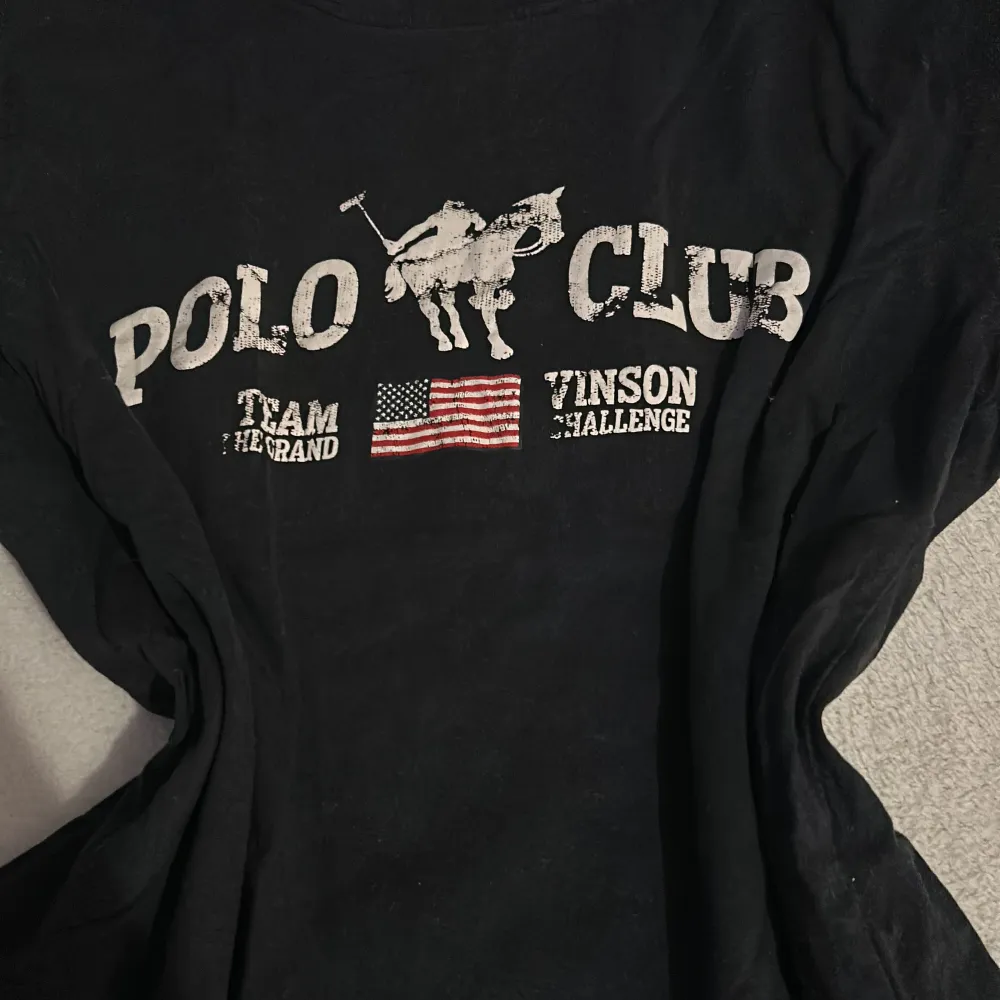 POLO CLUB
TEAM VINSON
THE GRAND CHALLENGE